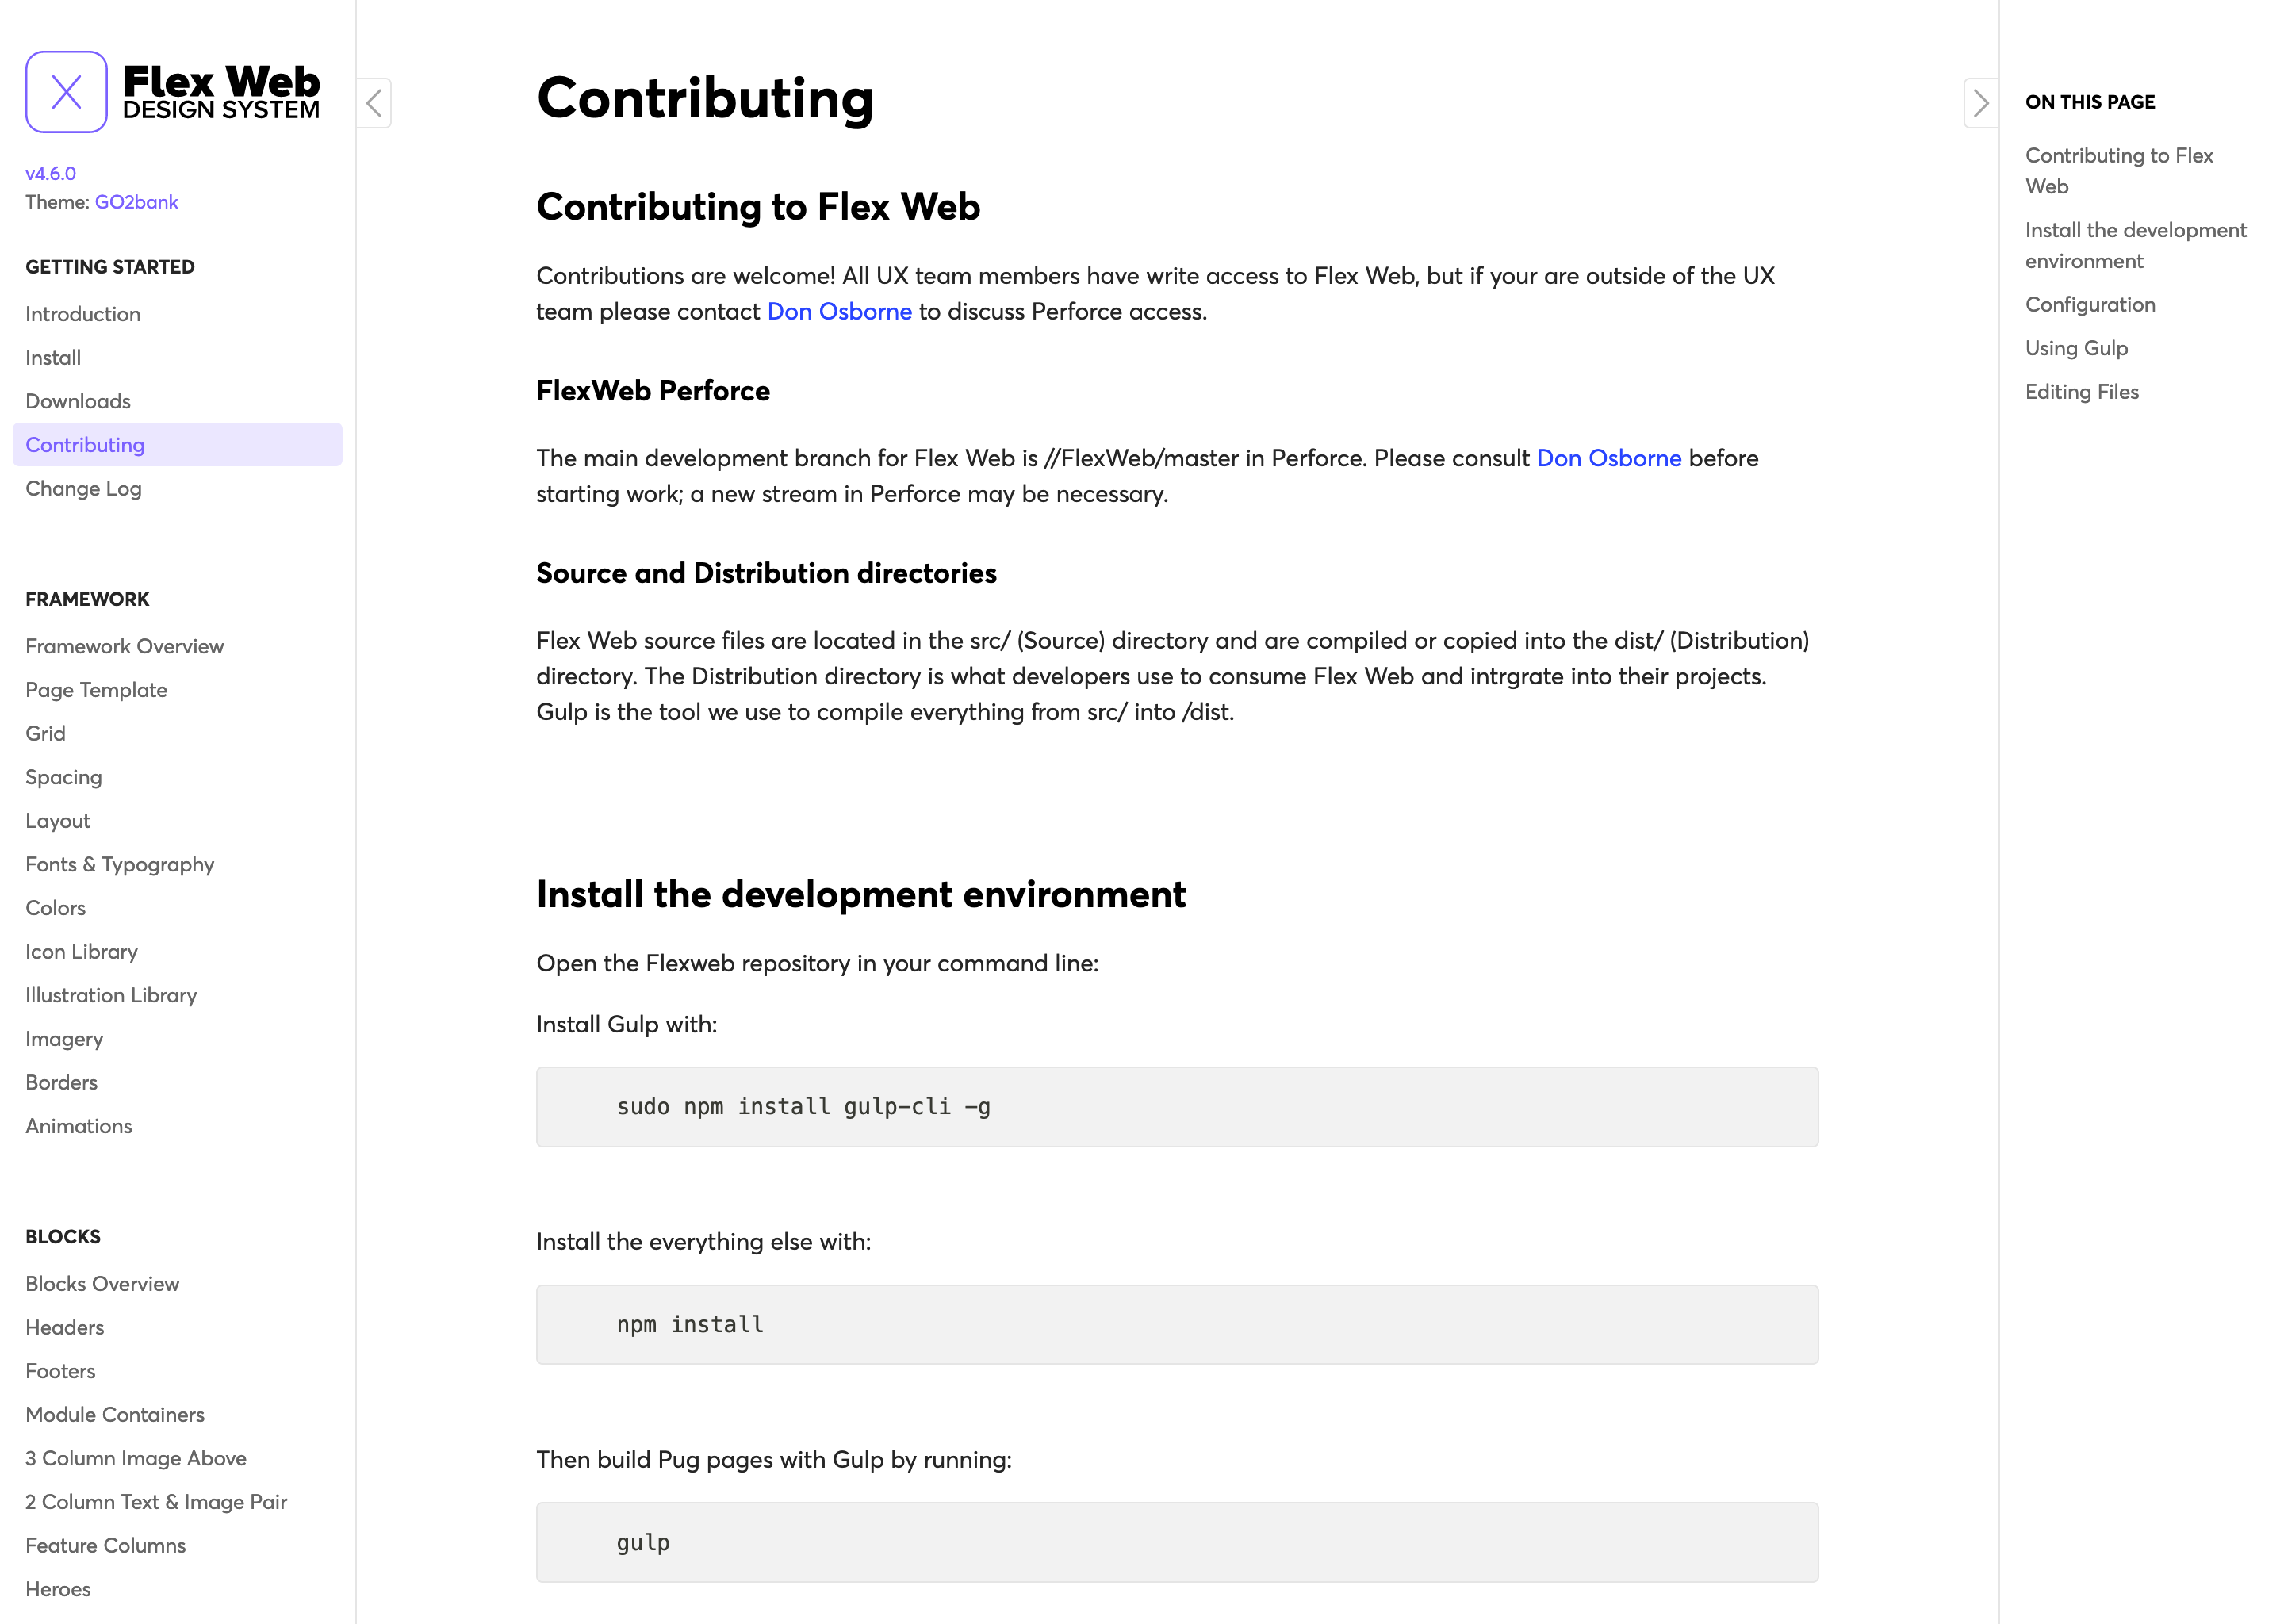 Flex Web
DESIGN SYSTEM
v4.6.0
Theme: GO2bank
GETTING STARTED
Introduction
Install
Downloads
Contributing
Change Log
FRAMEWORK
Framework Overview
Page Template
Grid
Spacing
Layout
Fonts & Typography
Colors
Icon Library
Illustration Library
Imagery
Borders
Animations
BLOCKS
Blocks Overview
Headers
Footers
Module Containers
3 Column Image Above
2 Column Text & Image Pair
Feature Columns
Heroes
Contributing
Contributing to Flex Web
Contributions are welcome! All UX team members have write access to Flex Web, but if your are outside of the UX
team please contact Don Osborne to discuss Perforce access.
FlexWeb Perforce
The main development branch for Flex Web is //FlexWeb/master in Perforce. Please consult Don Osborne before
starting work; a new stream in Perforce may be necessary.
Source and Distribution directories
Flex Web source files are located in the src/ (Source) directory and are compiled or copied into the dist/ (Distribution)
directory. The Distribution directory is what developers use to consume Flex Web and intrgrate into their projects.
Gulp is the tool we use to compile everything from src/ into /dist.
Install the development environment
Open the Flexweb repository in your command line:
Install Gulp with:
sudo npm install gulp-cli -g
Install the everything else with:
npm install
Then build Pug pages with Gulp by running:
gulp
ON THIS PAGE
Contributing to Flex
Web
Install the development
environment
Configuration
Using Gulp
Editing Files